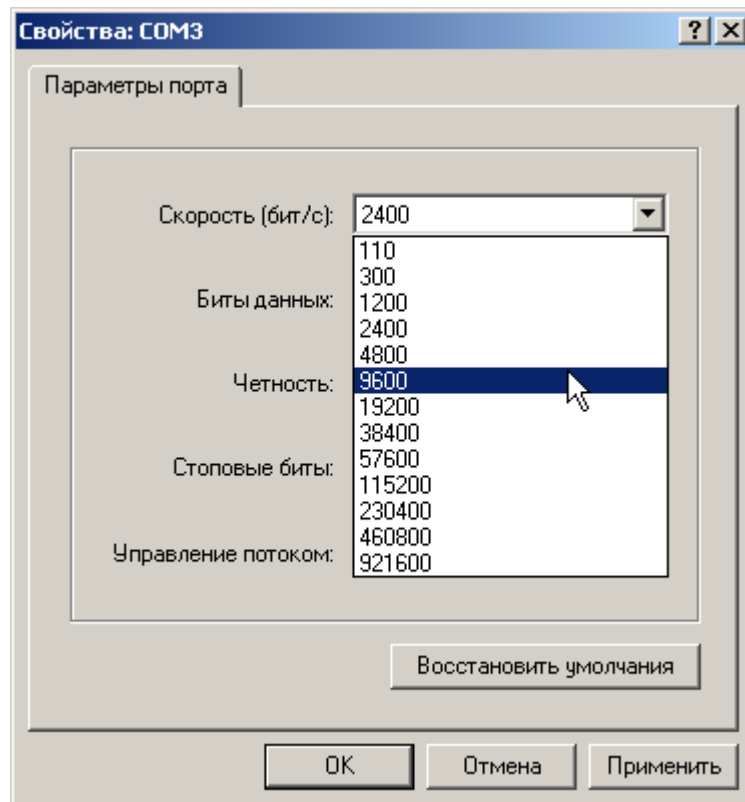 Свойства: COM3
Параметры порта
Скорость (бит/с): 2400
110
300
Биты данных: 1200
2400
4800
Четность: 9600
19200
38400
Стоповые биты: 57600
115200
230400
Управление потоком: 460800
921600
Восстановить умолчания
OK Отмена Применить